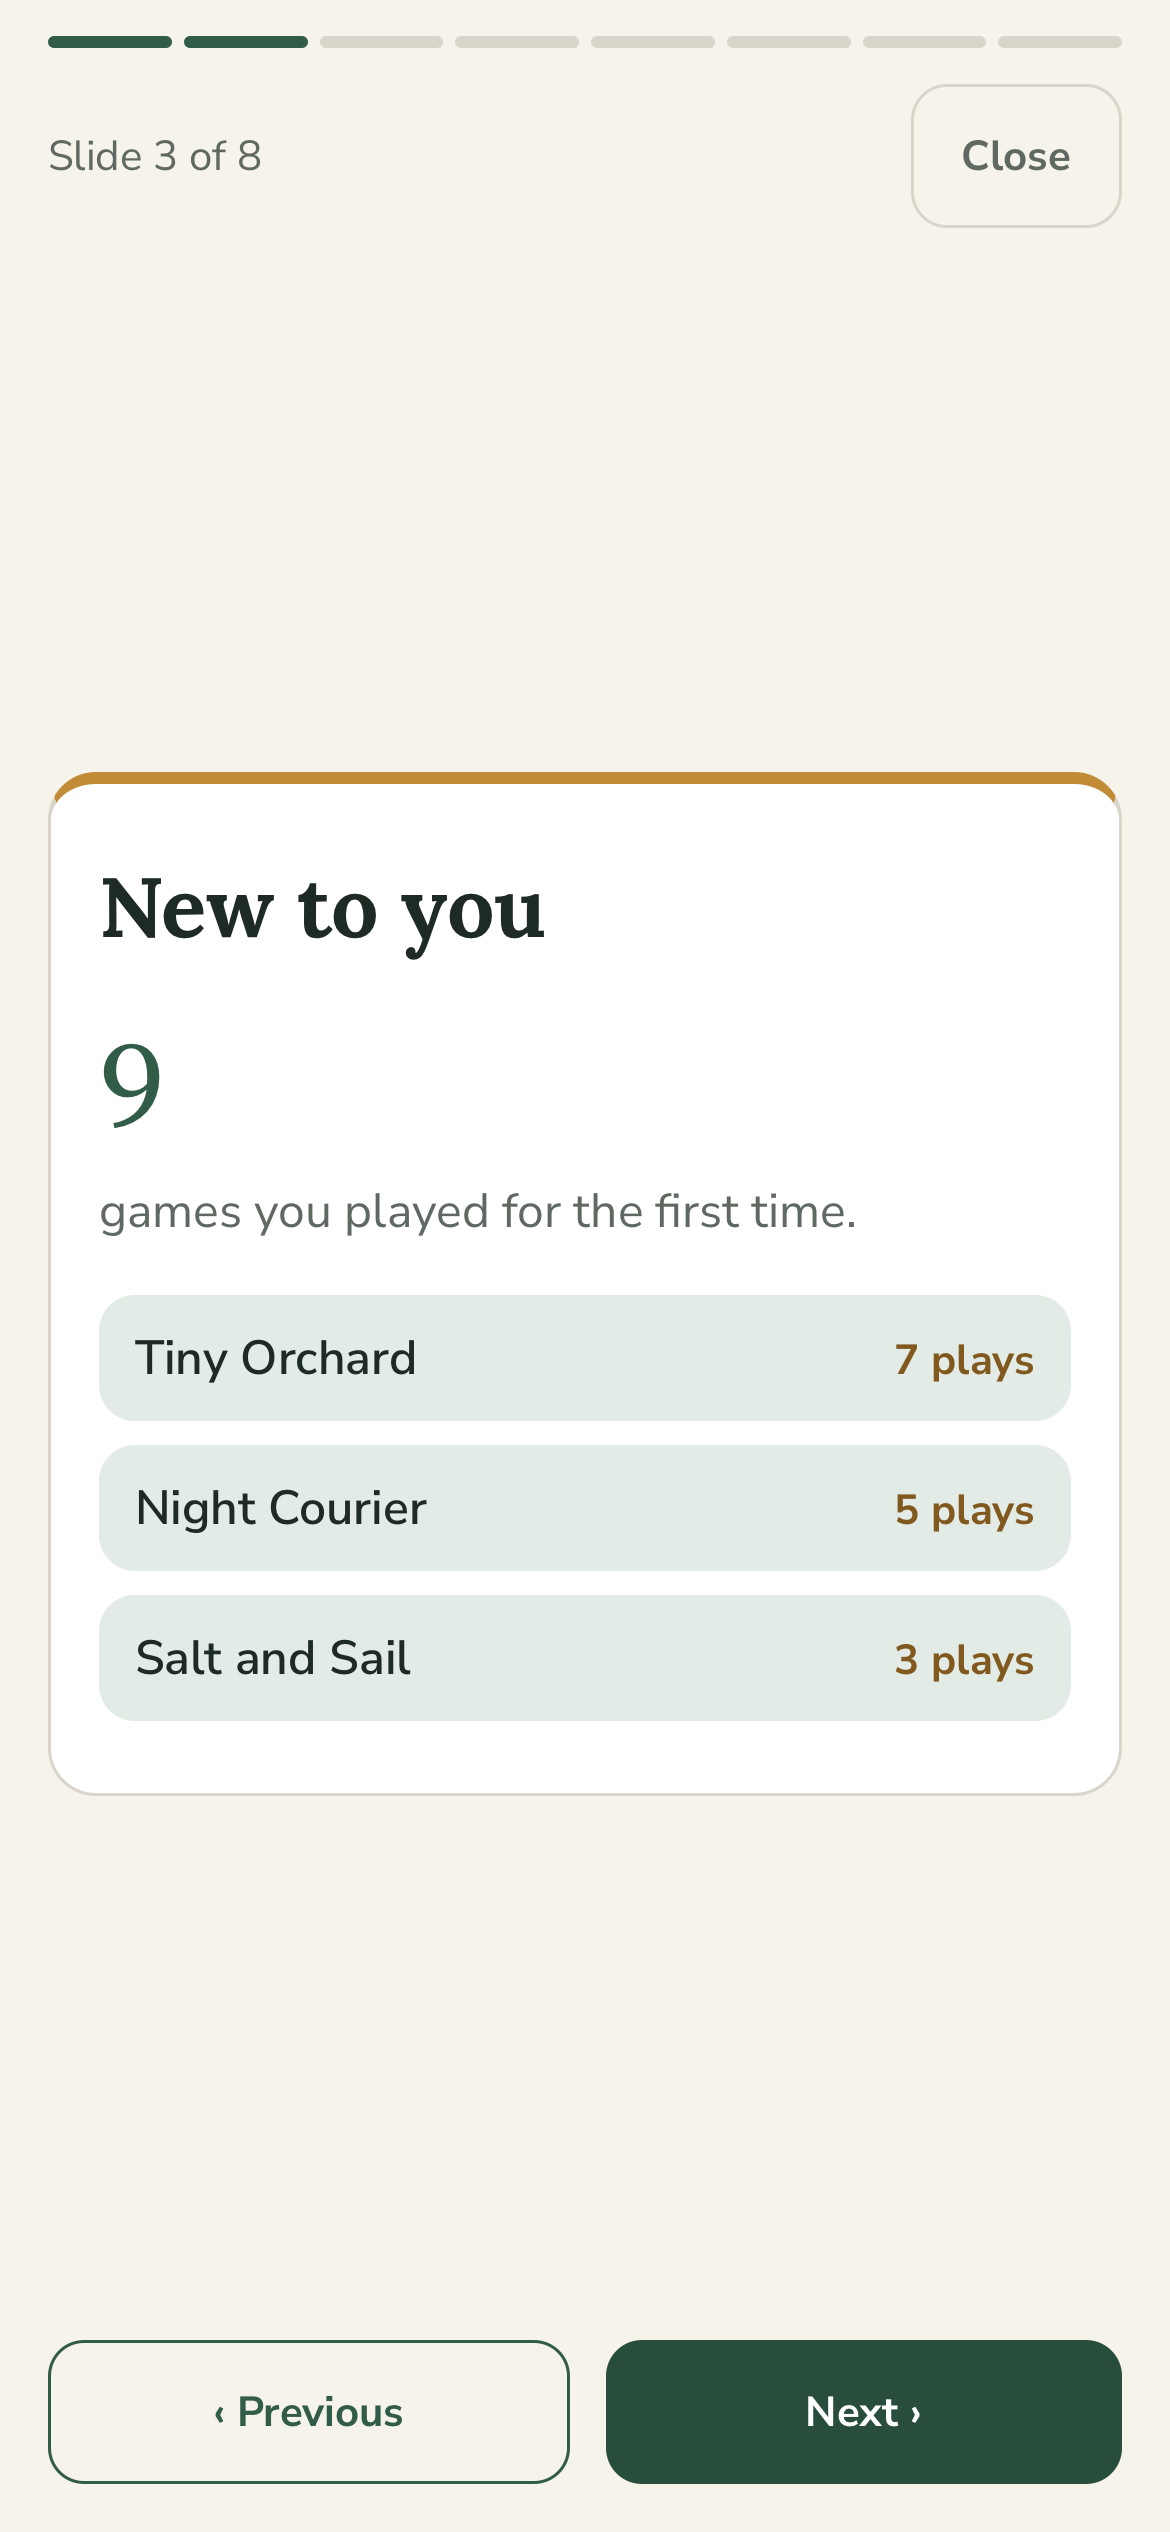 Slide 3 of 8
Close
New to you
9
games you played for the first time.
Tiny Orchard
7 plays
Night Courier
5 plays
Salt and Sail
3 plays
‹ Previous
Next ›